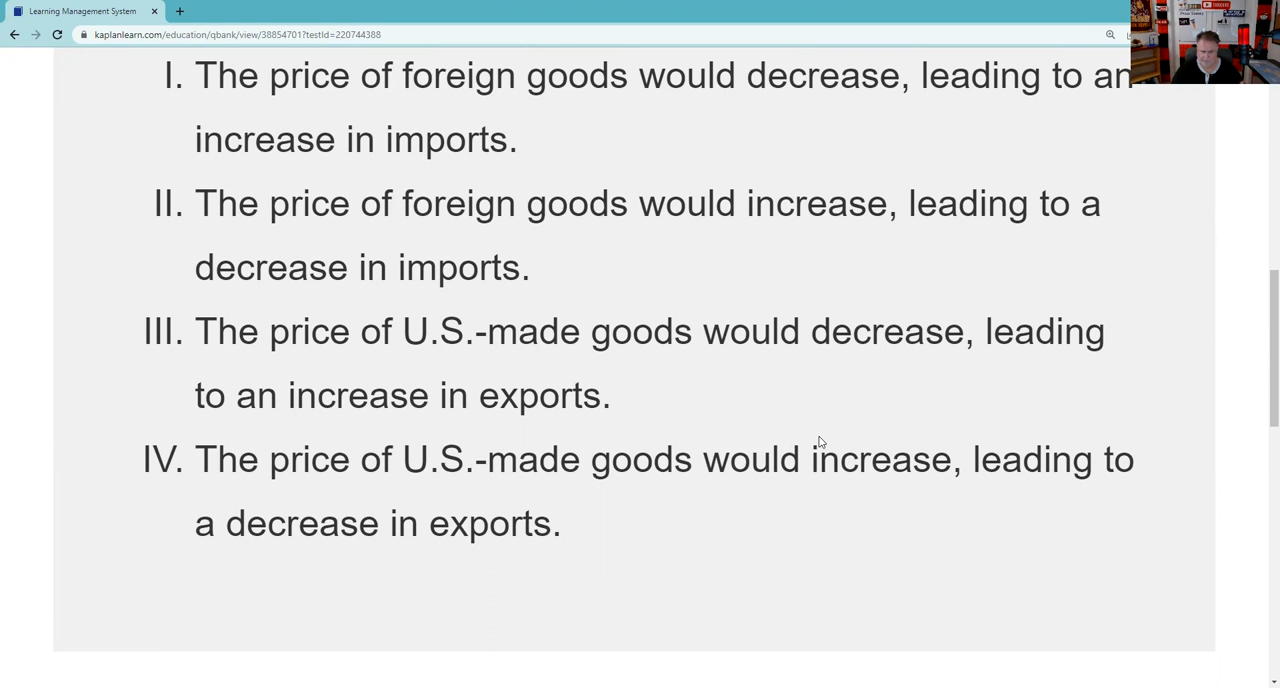 Learning Management System
kaplanlearn.com/education/qbank/view/38854701?testId=220744388
I. The price of foreign goods would decrease, leading to an
increase in imports.
II. The price of foreign goods would increase, leading to a
decrease in imports.
III. The price of U.S.-made goods would decrease, leading
to an increase in exports.
IV. The price of U.S.-made goods would increase, leading to
a decrease in exports.